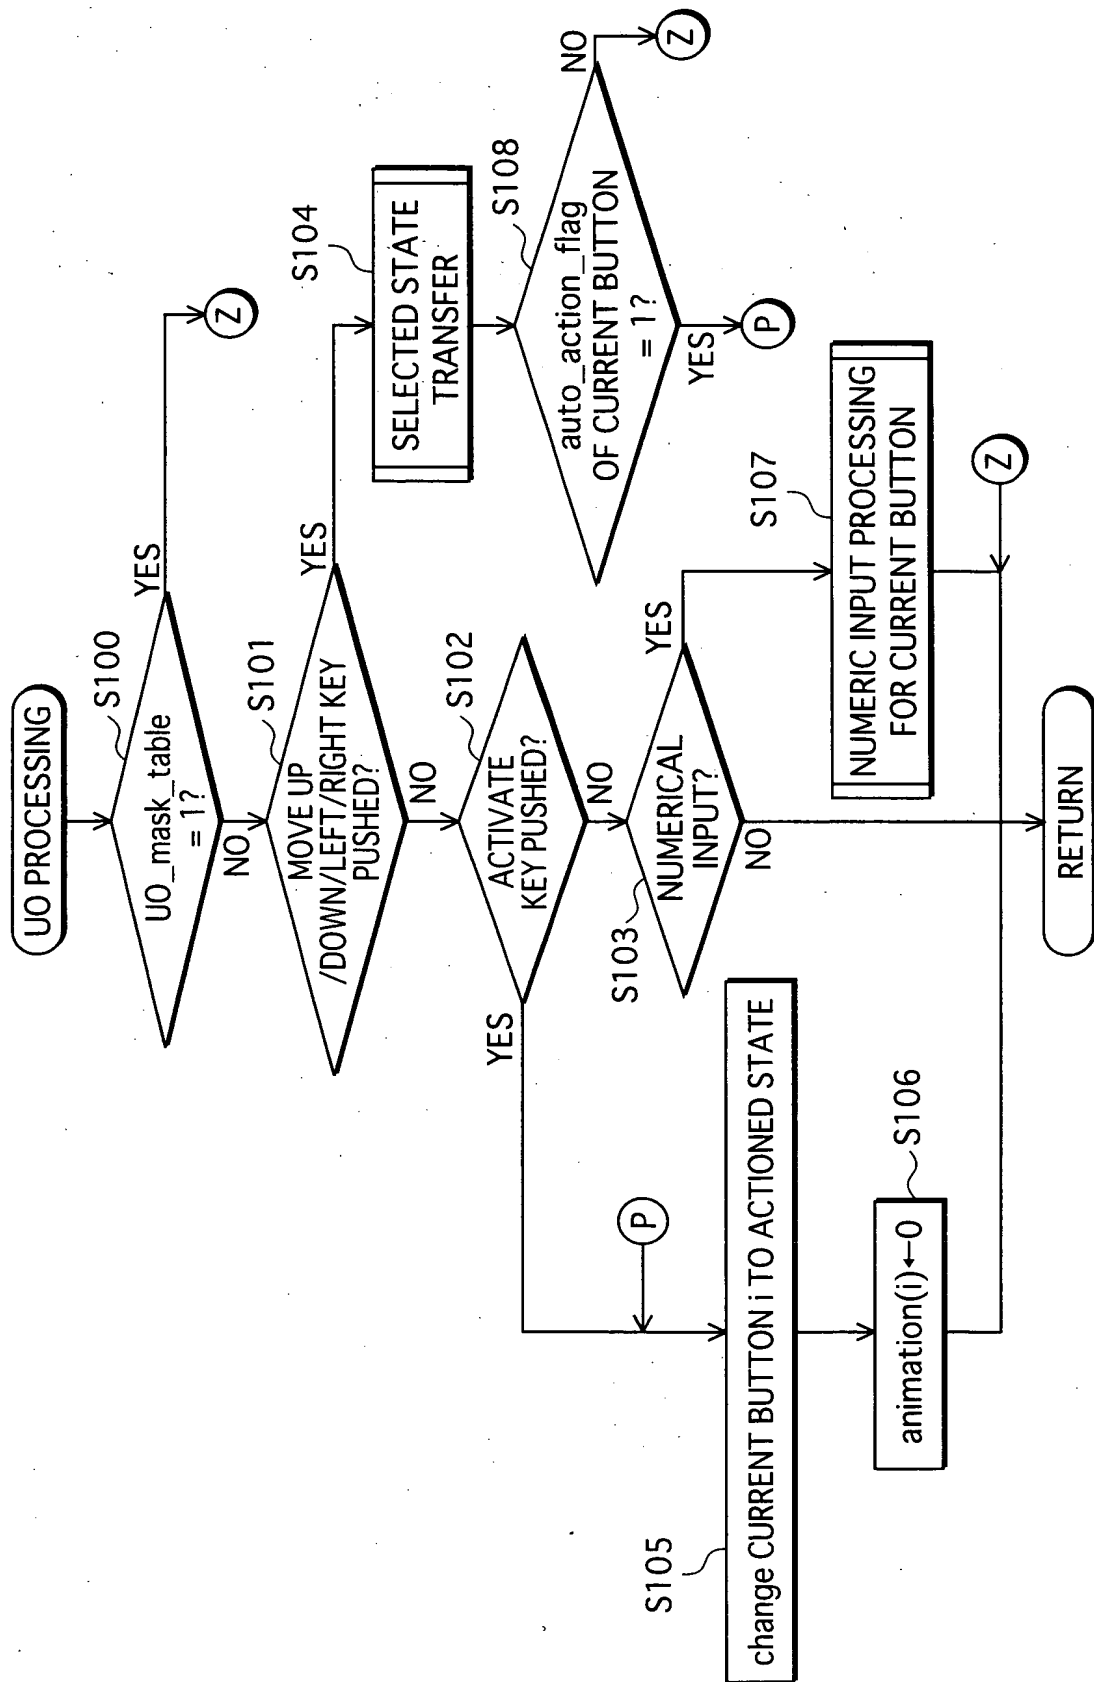 UO PROCESSING
S100
UO_mask_table
= 1?
YES
Z
NO
S101
MOVE UP
/DOWN/LEFT/RIGHT KEY
PUSHED?
YES
S104
SELECTED STATE
TRANSFER
S108
auto_action_flag
OF CURRENT BUTTON
= 1?
NO
Z
YES
P
NO
S102
ACTIVATE
KEY PUSHED?
YES
NO
S103
NUMERICAL
INPUT?
YES
S107
NUMERIC INPUT PROCESSING
FOR CURRENT BUTTON
Z
NO
P
S105
change CURRENT BUTTON i TO ACTIONED STATE
S106
animation(i)←0
RETURN